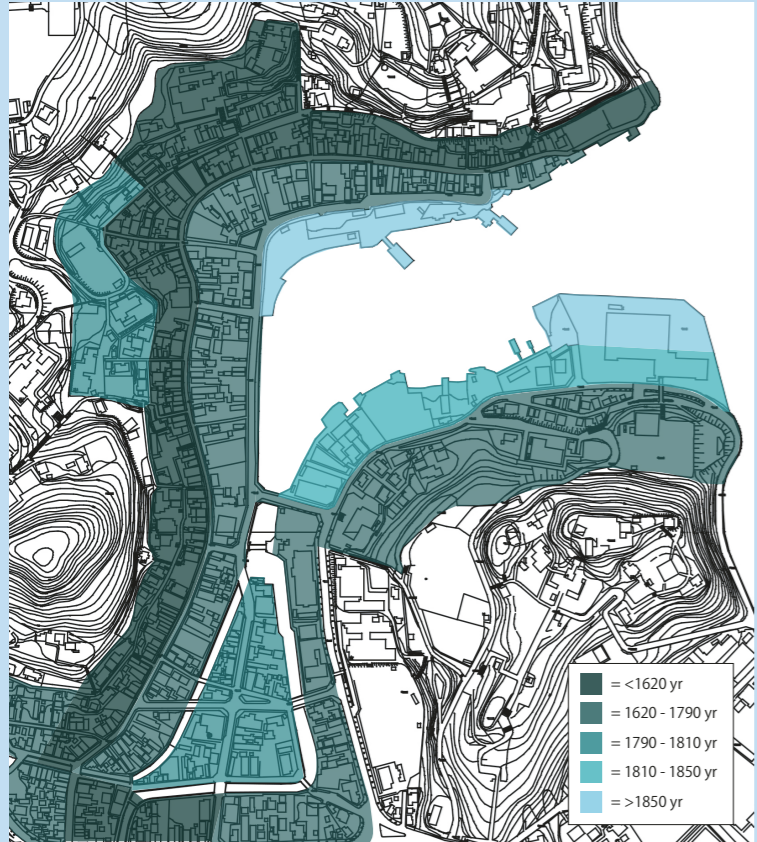 = <1620 yr
= 1620 - 1790 yr
= 1790 - 1810 yr
= 1810 - 1850 yr
= >1850 yr